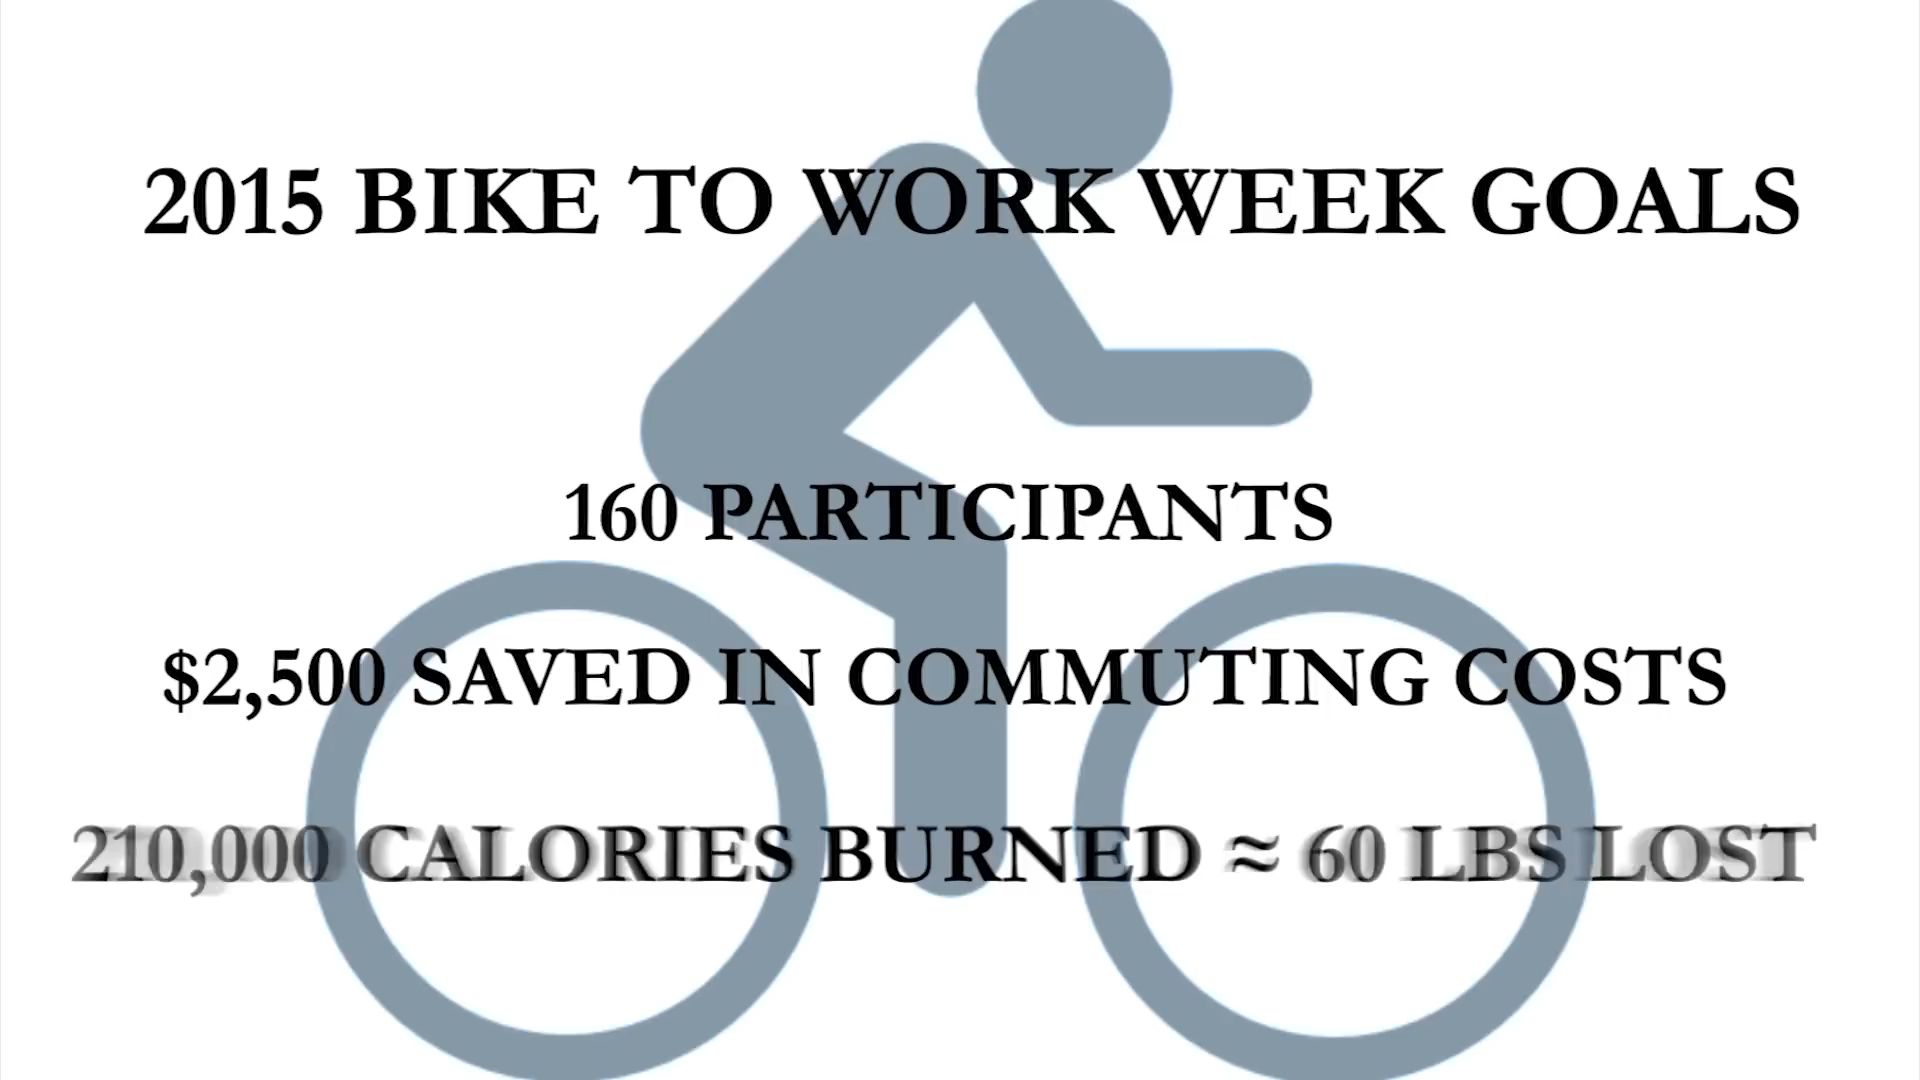 2015 BIKE TO WORK WEEK GOALS
160 PARTICIPANTS
$2,500 SAVED IN COMMUTING COSTS
210,000 CALORIES BURNED ≈ 60 LBS LOST